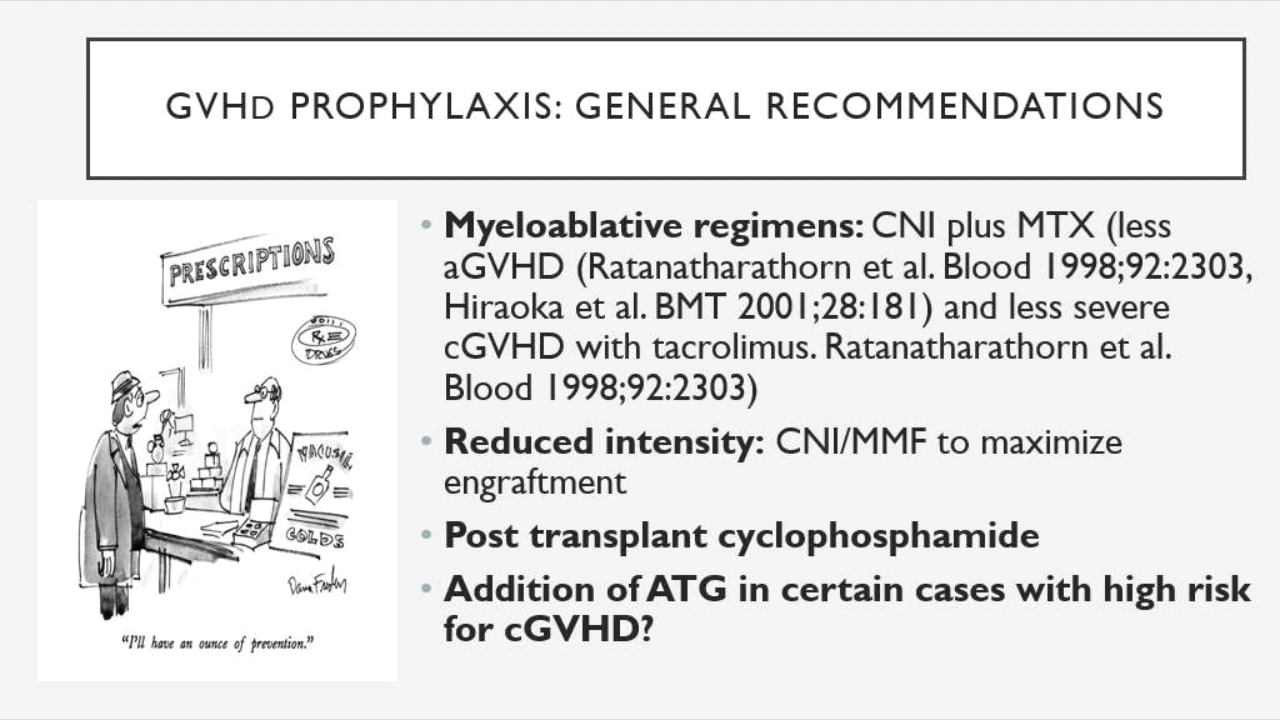 GVHD PROPHYLAXIS: GENERAL RECOMMENDATIONS
PRESCRIPTIONS
Rx
DRUGS
COLDS
"I'll have an ounce of prevention."
• Myeloablative regimens: CNI plus MTX (less
aGVHD (Ratanatharathorn et al. Blood 1998;92:2303,
Hiraoka et al. BMT 2001;28:181) and less severe
cGVHD with tacrolimus. Ratanatharathorn et al.
Blood 1998;92:2303)
• Reduced intensity: CNI/MMF to maximize
engraftment
• Post transplant cyclophosphamide
• Addition of ATG in certain cases with high risk
for cGVHD?